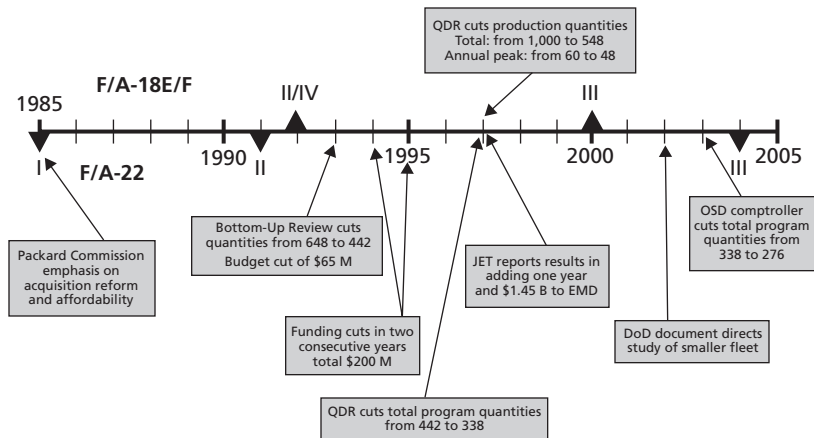 QDR cuts production quantities
Total: from 1,000 to 548
Annual peak: from 60 to 48
F/A-18E/F
II/IV
III
1985
1990
1995
2000
2005
I
F/A-22
II
III
Packard Commission
emphasis on
acquisition reform
and affordability
Bottom-Up Review cuts
quantities from 648 to 442
Budget cut of $65 M
Funding cuts in two
consecutive years
total $200 M
QDR cuts total program quantities
from 442 to 338
JET reports results in
adding one year
and $1.45 B to EMD
DoD document directs
study of smaller fleet
OSD comptroller
cuts total program
quantities from
338 to 276